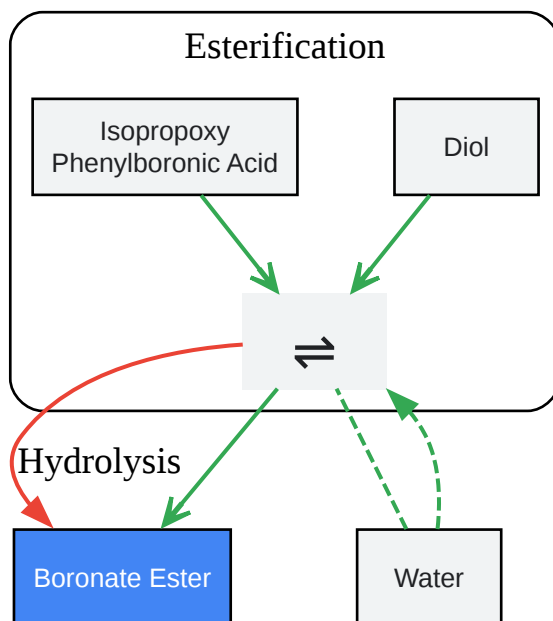 Esterification
Isopropoxy
Phenylboronic Acid
Diol
⇌
Hydrolysis
Boronate Ester
Water